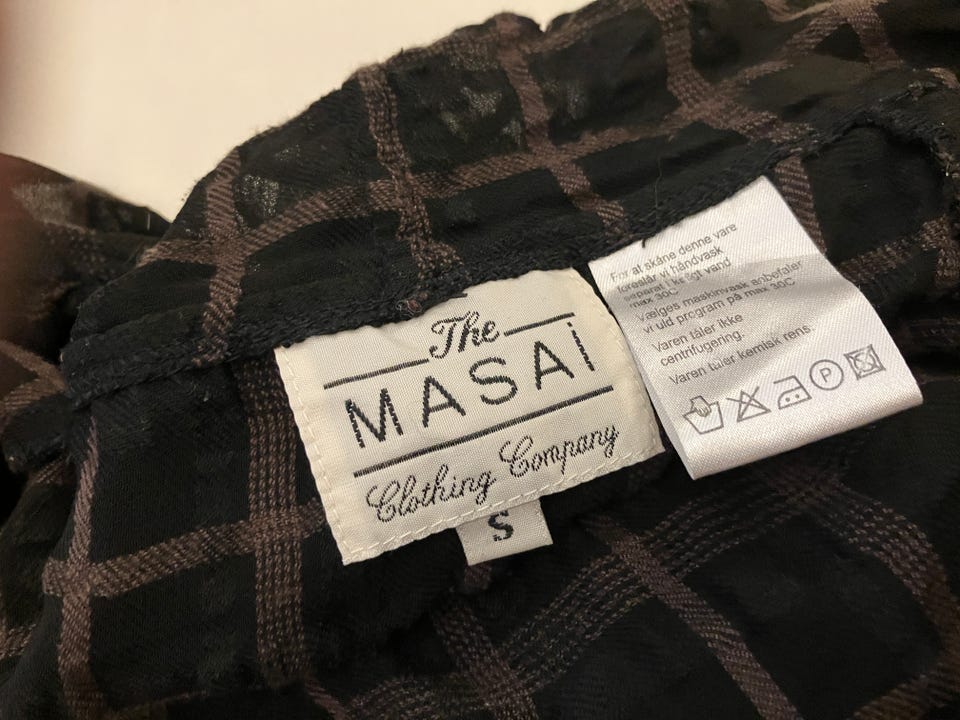 The
MASAi
Clothing Company
S
For at skåne denne vare
foreslår vi håndvask
separat i koligt vand
max 30C
Vælges maskinvask anbefaler
vi uld program på max 30C
Varen tåler ikke
centrifugering.
Varen tåler kemisk rens.
P